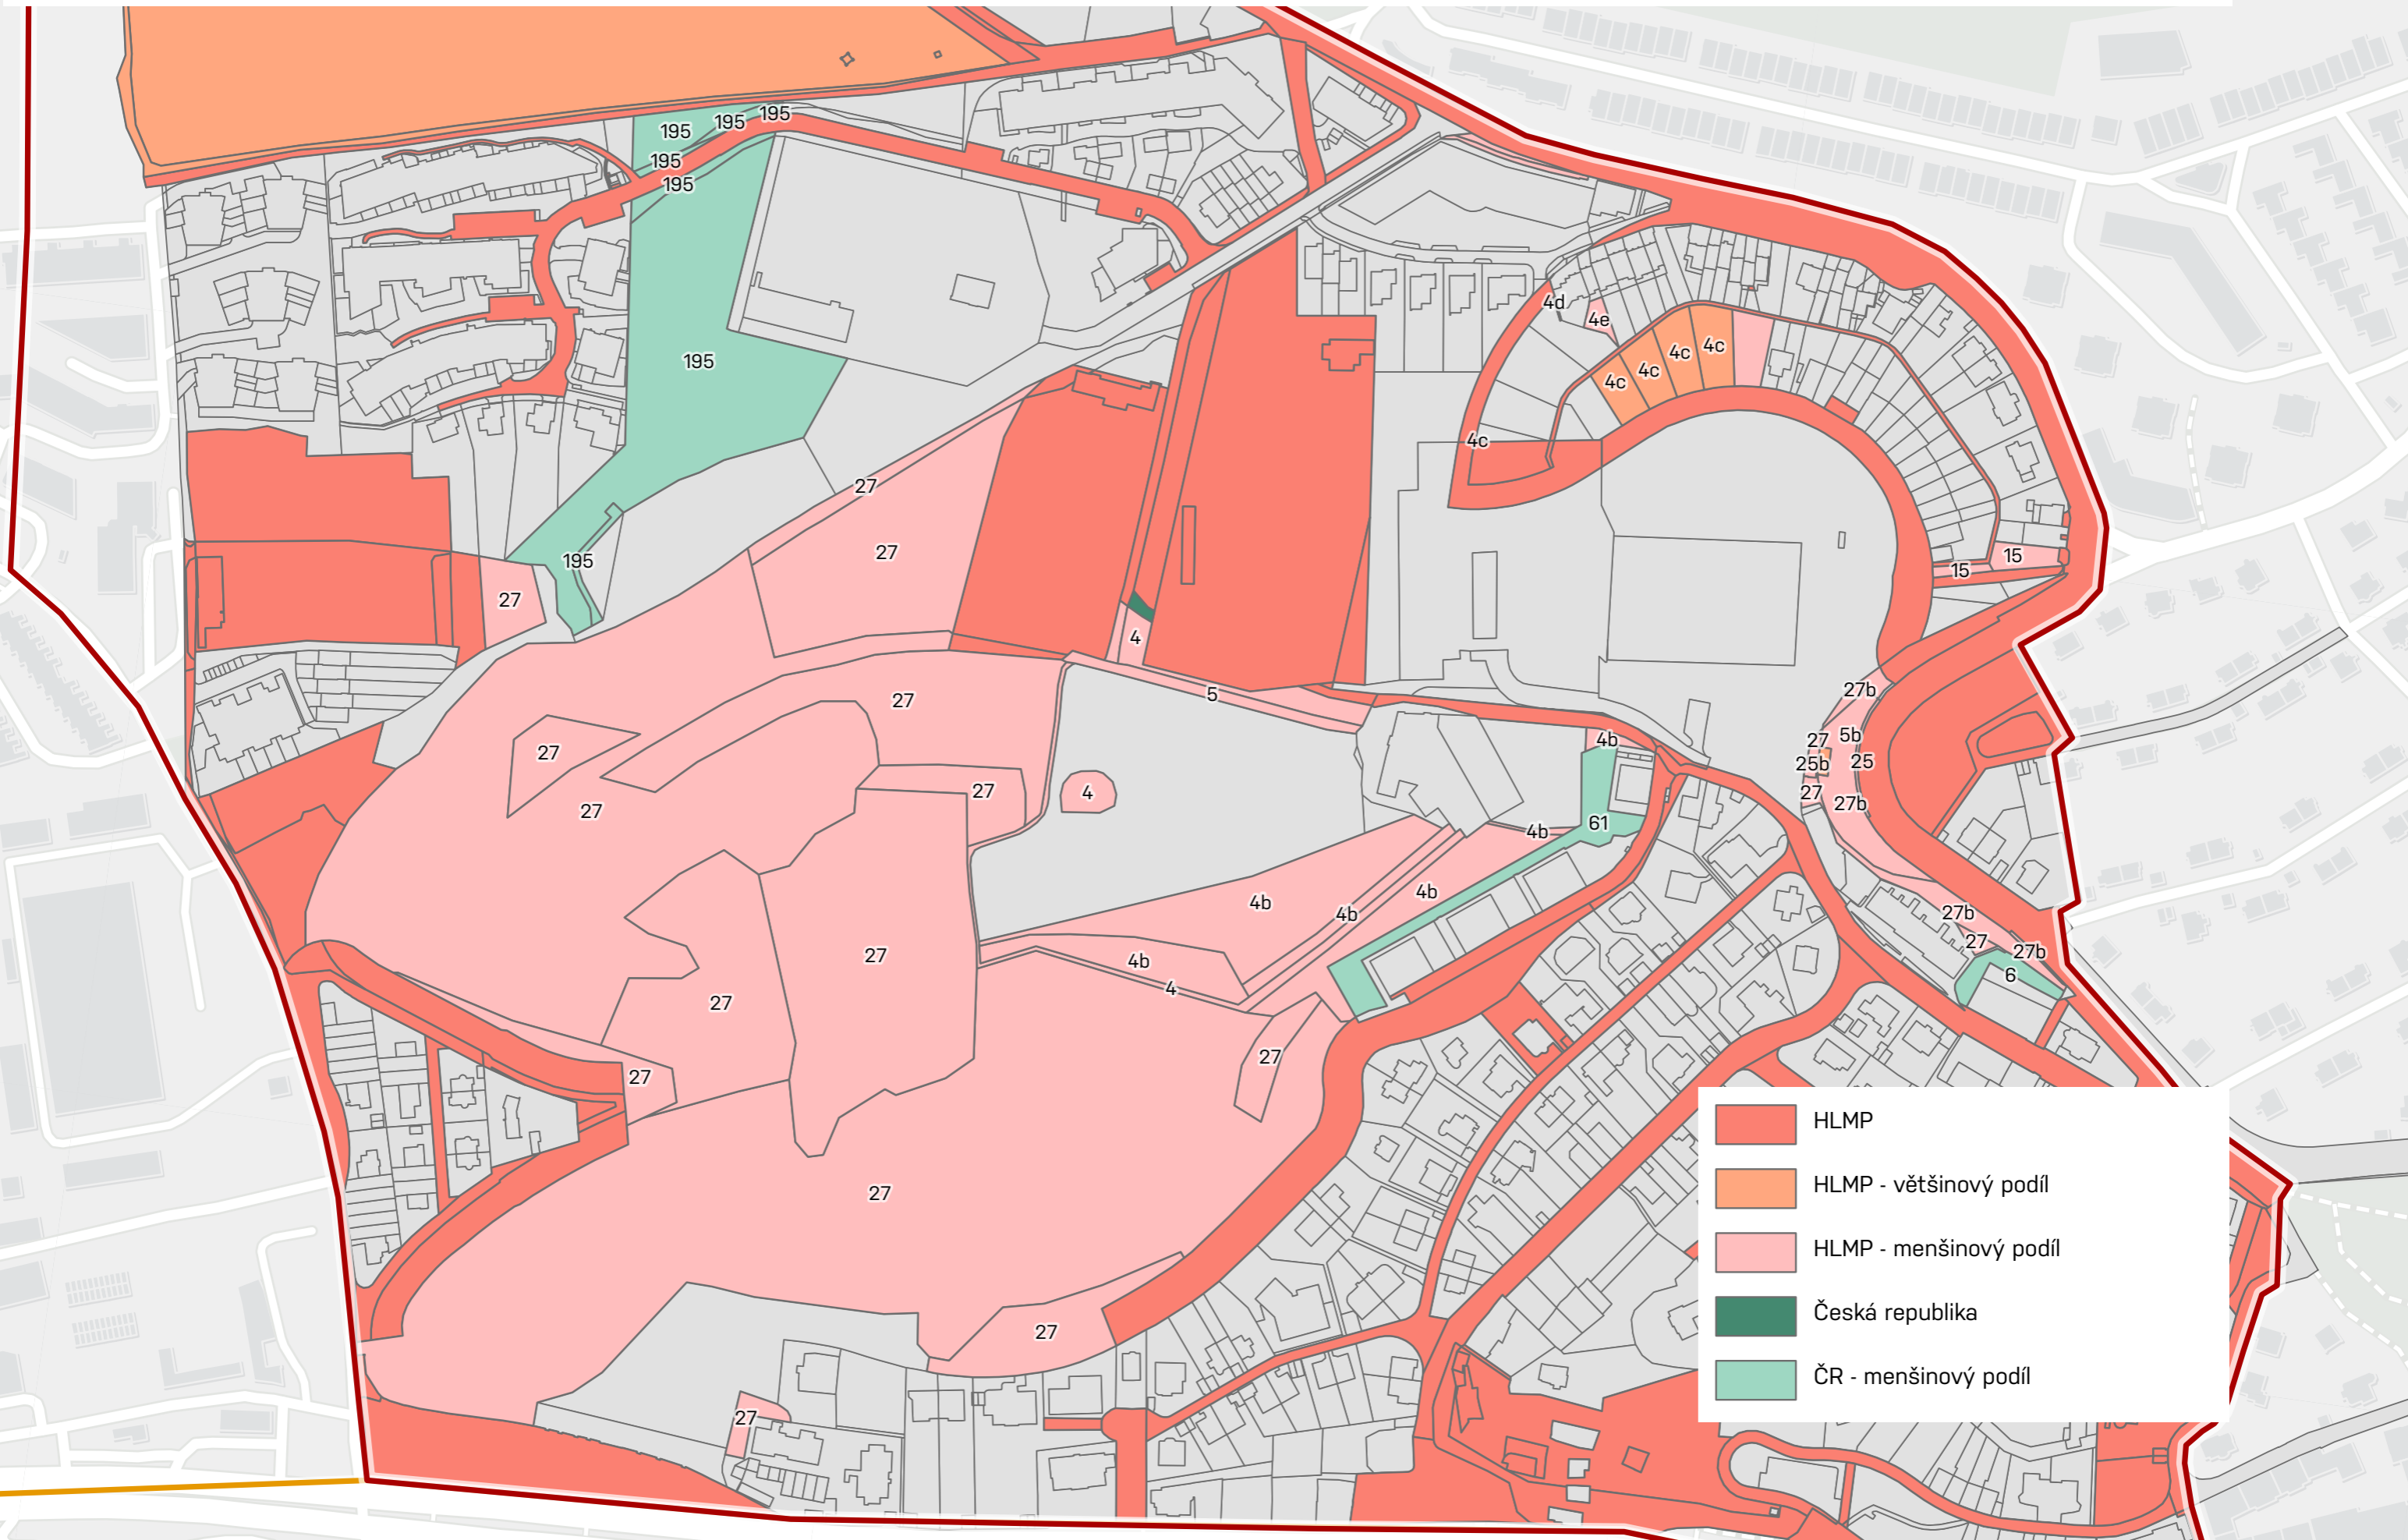 195
195
195
195
195
4d
4e
4c
4c
195
4c
4c
4c
27
27
15
195
15
27
4
27b
5
27
5b
27
4b
27
25
25b
27
4
27
27b
27
61
4b
4b
4b
4b
27b
27
27b
27
4b
6
4
27
27
27
27
HLMP
HLMP - většinový podíl
27
HLMP - menšinový podíl
Česká republika
27
ČR - menšinový podíl
27